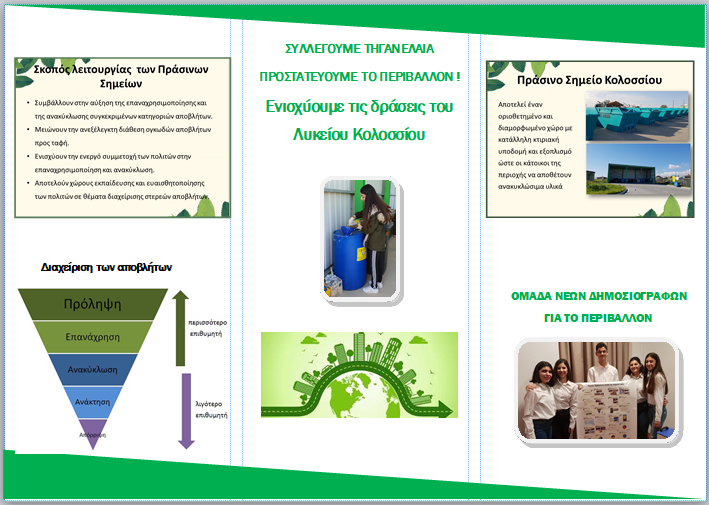 Σκοπός λειτουργίας των Πράσινων
Σημείων
• Συμβάλλουν στην αύξηση της επαναχρησιμοποίησης και
της ανακύκλωσης συγκεκριμένων κατηγοριών αποβλήτων.
• Μειώνουν την ανεξέλεγκτη διάθεση ογκωδών αποβλήτων
προς ταφή.
• Ενισχύουν την ενεργό συμμετοχή των πολιτών στην
επαναχρησιμοποίηση και ανακύκλωση.
• Αποτελούν χώρους εκπαίδευσης και ευαισθητοποίησης
των πολιτών σε θέματα διαχείρισης στερεών αποβλήτων.
Διαχείριση των αποβλήτων
Πρόληψη
Επανάχρηση
Ανακύκλωση
Ανάκτηση
Απόρριψη
περισσότερο
επιθυμητή
λιγότερο
επιθυμητή
ΣΥΛΛΕΓΟΥΜΕ ΤΗΓΑΝΕΛΑΙΑ
ΠΡΟΣΤΑΤΕΥΟΥΜΕ ΤΟ ΠΕΡΙΒΑΛΛΟΝ !
Ενισχύουμε τις δράσεις του
Λυκείου Κολοσσίου
Πράσινο Σημείο Κολοσσίου
Αποτελεί έναν
οριοθετημένο και
διαμορφωμένο χώρο με
κατάλληλη κτιριακή
υποδομή και εξοπλισμό
ώστε οι κάτοικοι της
περιοχής να αποθέτουν
ανακυκλώσιμα υλικά
ΟΜΑΔΑ ΝΕΩΝ ΔΗΜΟΣΙΟΓΡΑΦΩΝ
ΓΙΑ ΤΟ ΠΕΡΙΒΑΛΛΟΝ